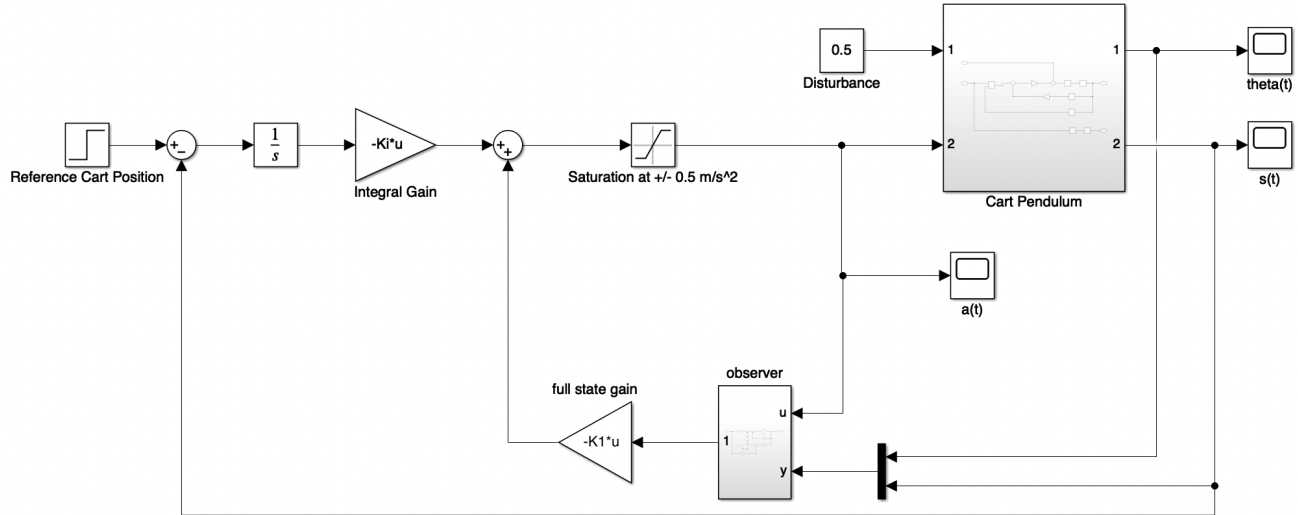 0.5
Disturbance
1
2
1
2
Cart Pendulum
theta(t)
s(t)
Reference Cart Position
+
−
1
s
-Ki*u
Integral Gain
+
+
Saturation at +/- 0.5 m/s^2
a(t)
observer
u
y
1
full state gain
-K1*u